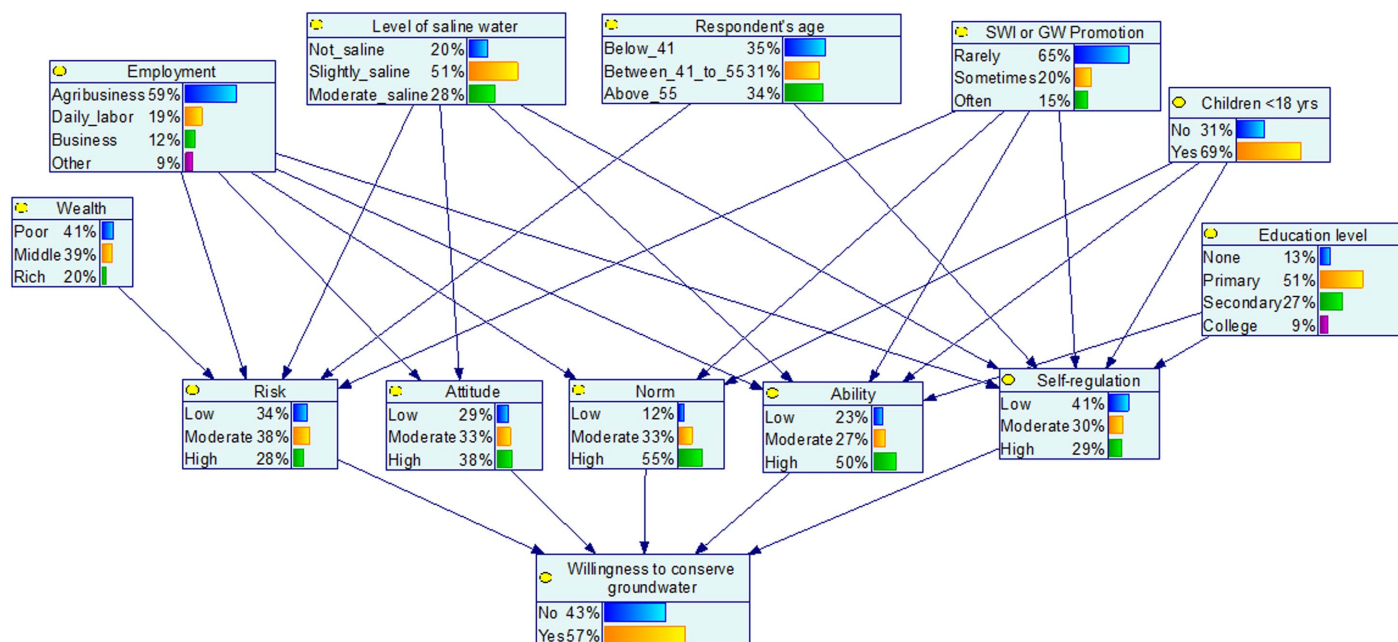 Level of saline water
Not_saline 20%
Slightly_saline 51%
Moderate_saline 28%
Respondent's age
Below_41 35%
Between_41_to_55 31%
Above_55 34%
SWI or GW Promotion
Rarely 65%
Sometimes 20%
Often 15%
Employment
Agribusiness 59%
Daily_labor 19%
Business 12%
Other 9%
Children <18 yrs
No 31%
Yes 69%
Wealth
Poor 41%
Middle 39%
Rich 20%
Education level
None 13%
Primary 51%
Secondary 27%
College 9%
Risk
Low 34%
Moderate 38%
High 28%
Attitude
Low 29%
Moderate 33%
High 38%
Norm
Low 12%
Moderate 33%
High 55%
Ability
Low 23%
Moderate 27%
High 50%
Self-regulation
Low 41%
Moderate 30%
High 29%
Willingness to conserve
groundwater
No 43%
Yes 57%